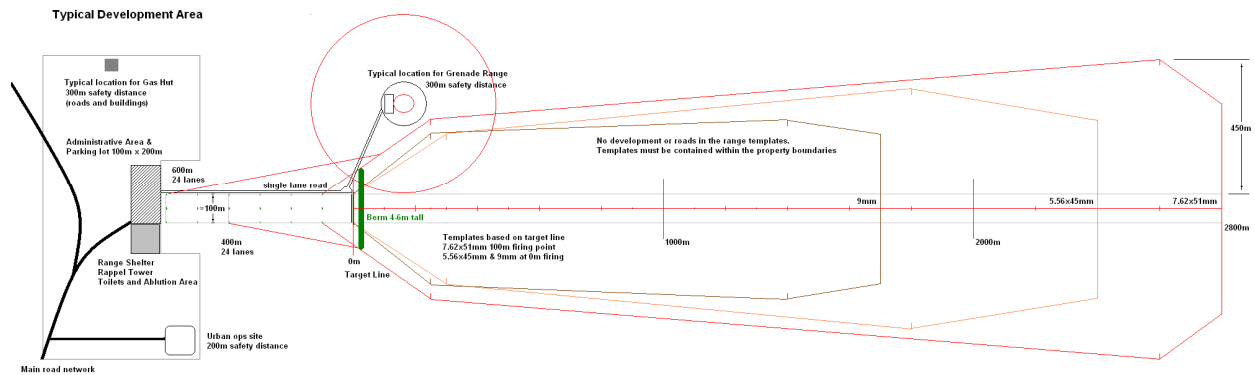 Typical Development Area
Typical location for Gas Hut
300m safety distance
(roads and buildings)
Administrative Area &
Parking lot 100m x 200m
600m
24 lanes
single lane road
=100m
400m
24 lanes
Range Shelter
Rappel Tower
Toilets and Ablution Area
Urban ops site
200m safety distance
Main road network
Typical location for Grenade Range
300m safety distance
Berm 4-6m tall
0m
Target Line
Templates based on target line
7.62x51mm 100m firing point
5.56x45mm & 9mm at 0m firing
No development or roads in the range templates.
Templates must be contained within the property boundaries
1000m
9mm
2000m
5.56x45mm
7.62x51mm
450m
2800m